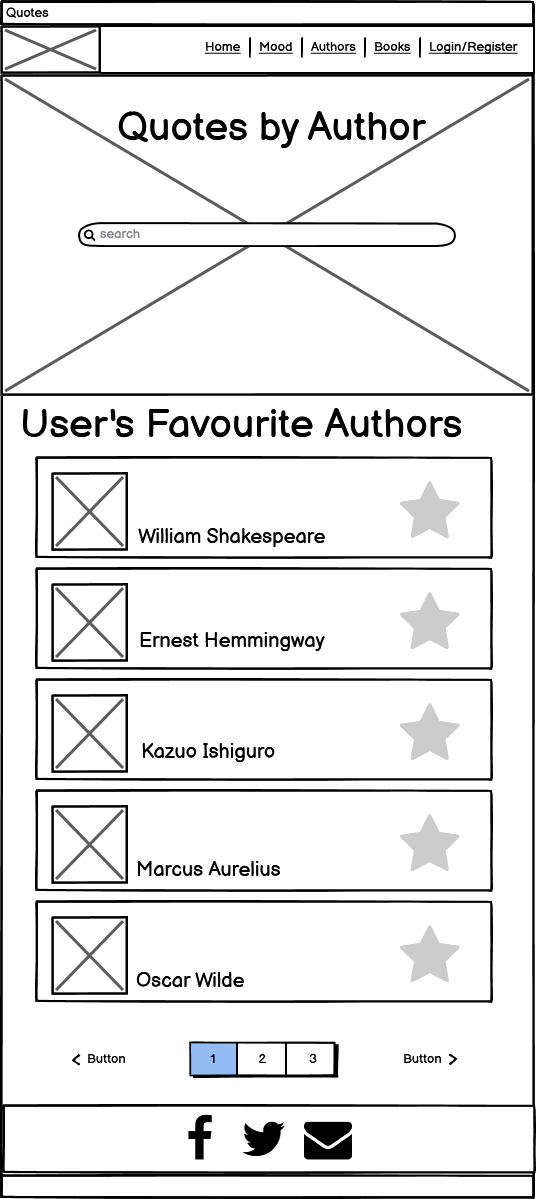 Quotes
Home | Mood | Authors | Books | Login/Register
Quotes by Author
search
User's Favourite Authors
William Shakespeare
Ernest Hemmingway
Kazuo Ishiguro
Marcus Aurelius
Oscar Wilde
Button 1 2 3 Button